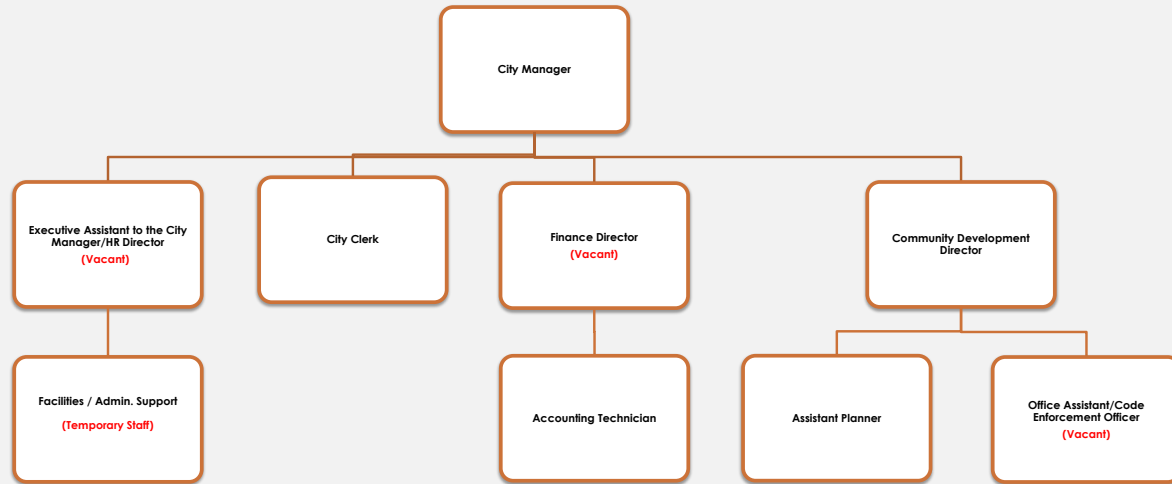 City Manager
Executive Assistant to the City
Manager/HR Director
(Vacant)
City Clerk
Finance Director
(Vacant)
Community Development
Director
Facilities / Admin. Support
(Temporary Staff)
Accounting Technician
Assistant Planner
Office Assistant/Code
Enforcement Officer
(Vacant)